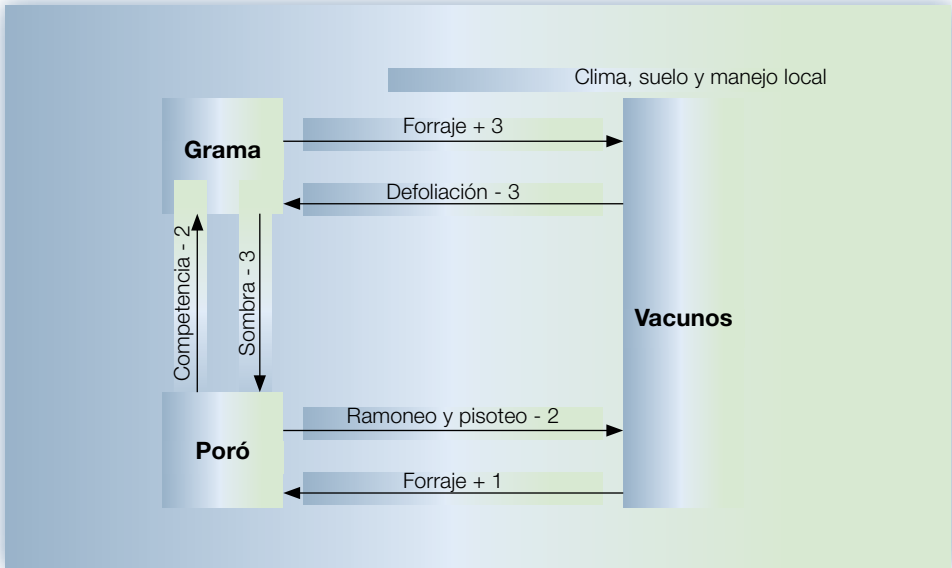 Clima, suelo y manejo local
Grama
Forraje + 3
Defoliación - 3
Competencia - 2
Sombra - 3
Vacunos
Poró
Ramoneo y pisoteo - 2
Forraje + 1